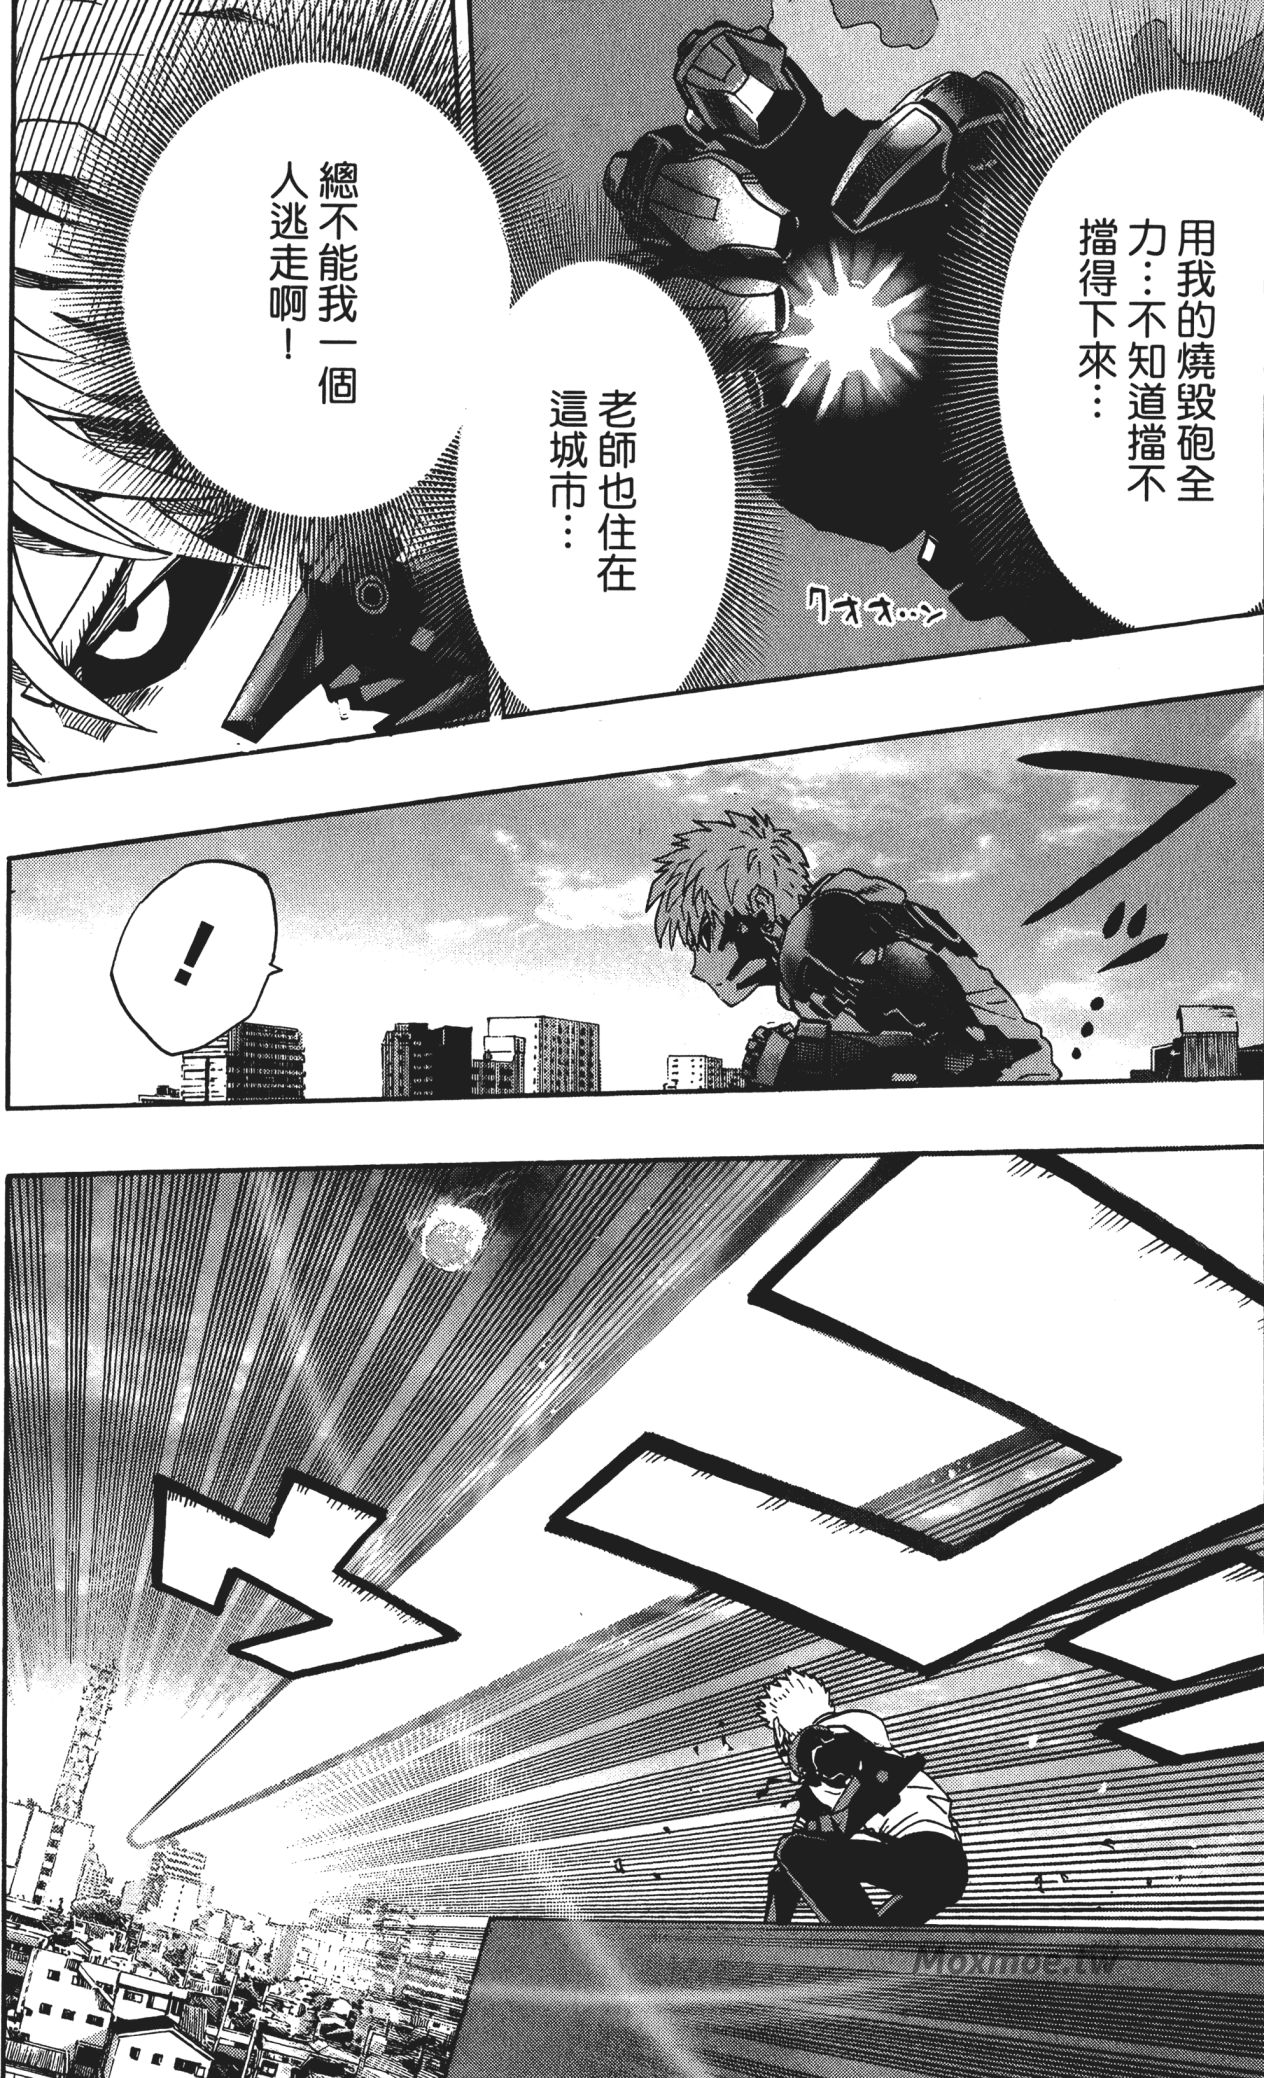 用我的燒毀砲全
力…不知道擋不
擋得下來…
老師也住在
這城市…
總不能我一個
人逃走啊！
クオオ…ン
！
Moxmoe.tw